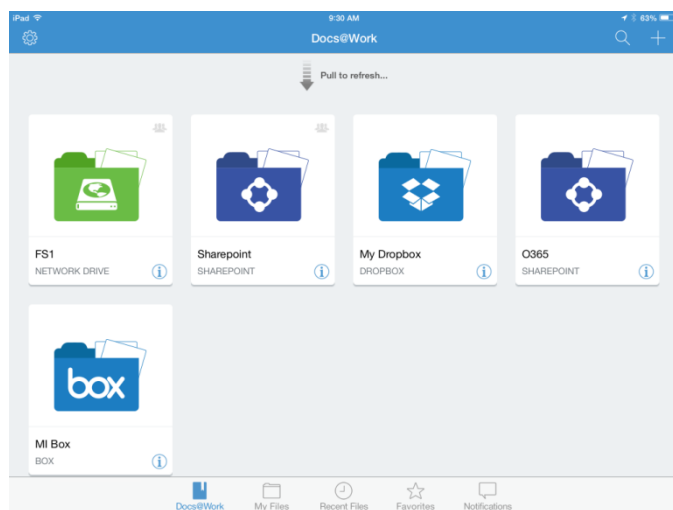 iPad 9:30 AM 63%
Docs@Work
Pull to refresh...
FS1
NETWORK DRIVE
Sharepoint
SHAREPOINT
My Dropbox
DROPBOX
O365
SHAREPOINT
box
MI Box
BOX
Docs@Work My Files Recent Files Favorites Notifications